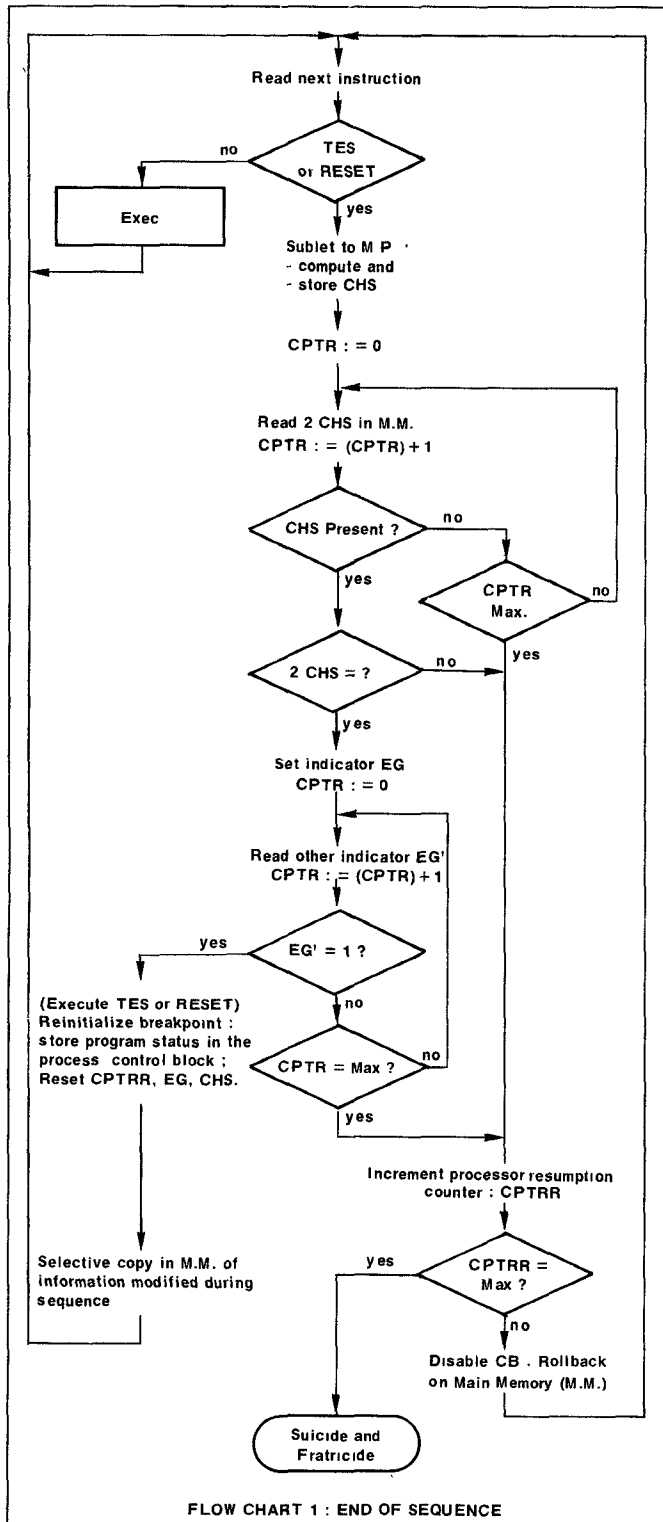 Read next instruction
TES
or RESET
no
yes
Exec
Sublet to M P
- compute and
- store CHS
CPTR : = 0
Read 2 CHS in M.M.
CPTR : = (CPTR) + 1
CHS Present ?
no
yes
CPTR
Max.
no
yes
2 CHS = ?
no
yes
Set indicator EG
CPTR : = 0
Read other indicator EG'
CPTR : = (CPTR) + 1
EG' = 1 ?
yes
no
(Execute TES or RESET)
Reinitialize breakpoint :
store program status in the
process control block ;
Reset CPTRR, EG, CHS.
CPTR = Max ?
no
yes
Increment processor resumption
counter : CPTRR
CPTRR =
Max ?
yes
no
Selective copy in M.M. of
information modified during
sequence
Disable CB . Rollback
on Main Memory (M.M.)
Suicide and
Fratricide
FLOW CHART 1 : END OF SEQUENCE